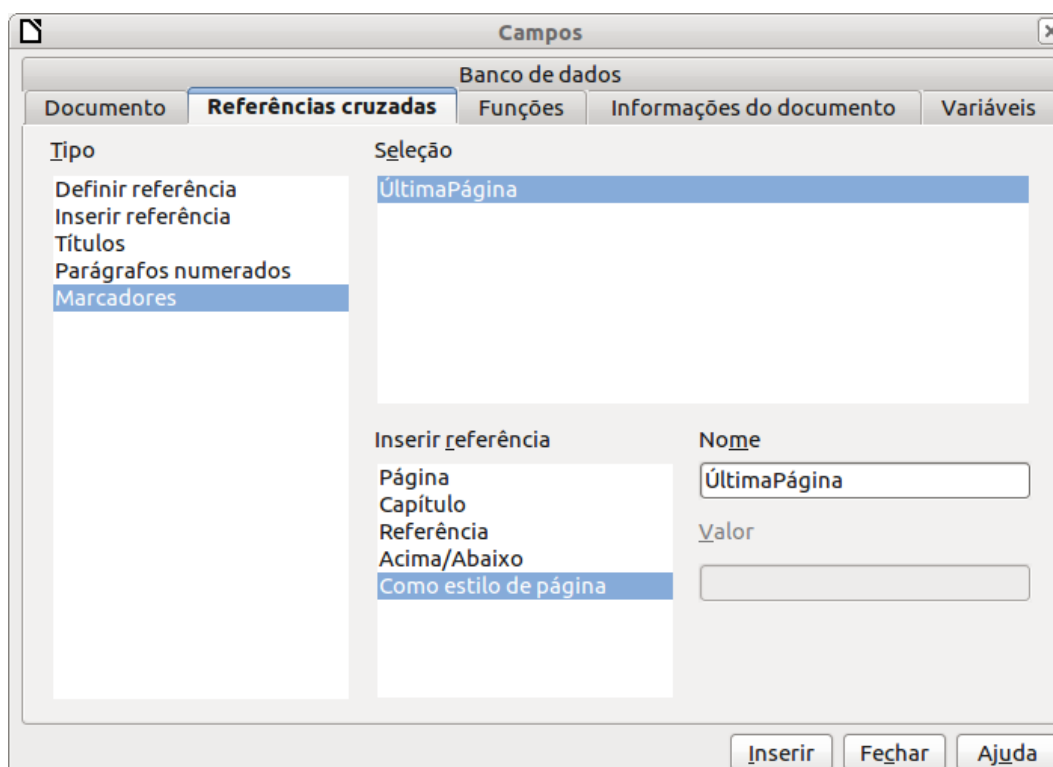 Campos
Banco de dados
Documento Referências cruzadas Funções Informações do documento Variáveis
Tipo
Definir referência
Inserir referência
Títulos
Parágrafos numerados
Marcadores
Seleção
ÚltimaPágina
Inserir referência
Página
Capítulo
Referência
Acima/Abaixo
Como estilo de página
Nome
ÚltimaPágina
Valor
Inserir Fechar Ajuda